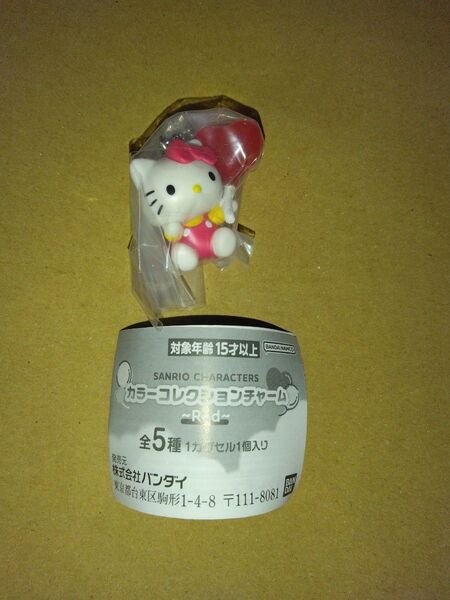 対象年齢 15才以上
BANDAI NAMCO
SANRIO CHARACTERS
カラーコレクションチャーム
~Red~
全5種 1カプセル1個入り
発売元
株式会社バンダイ
東京都台東区駒形1-4-8 〒111-8081
BAN
DAI